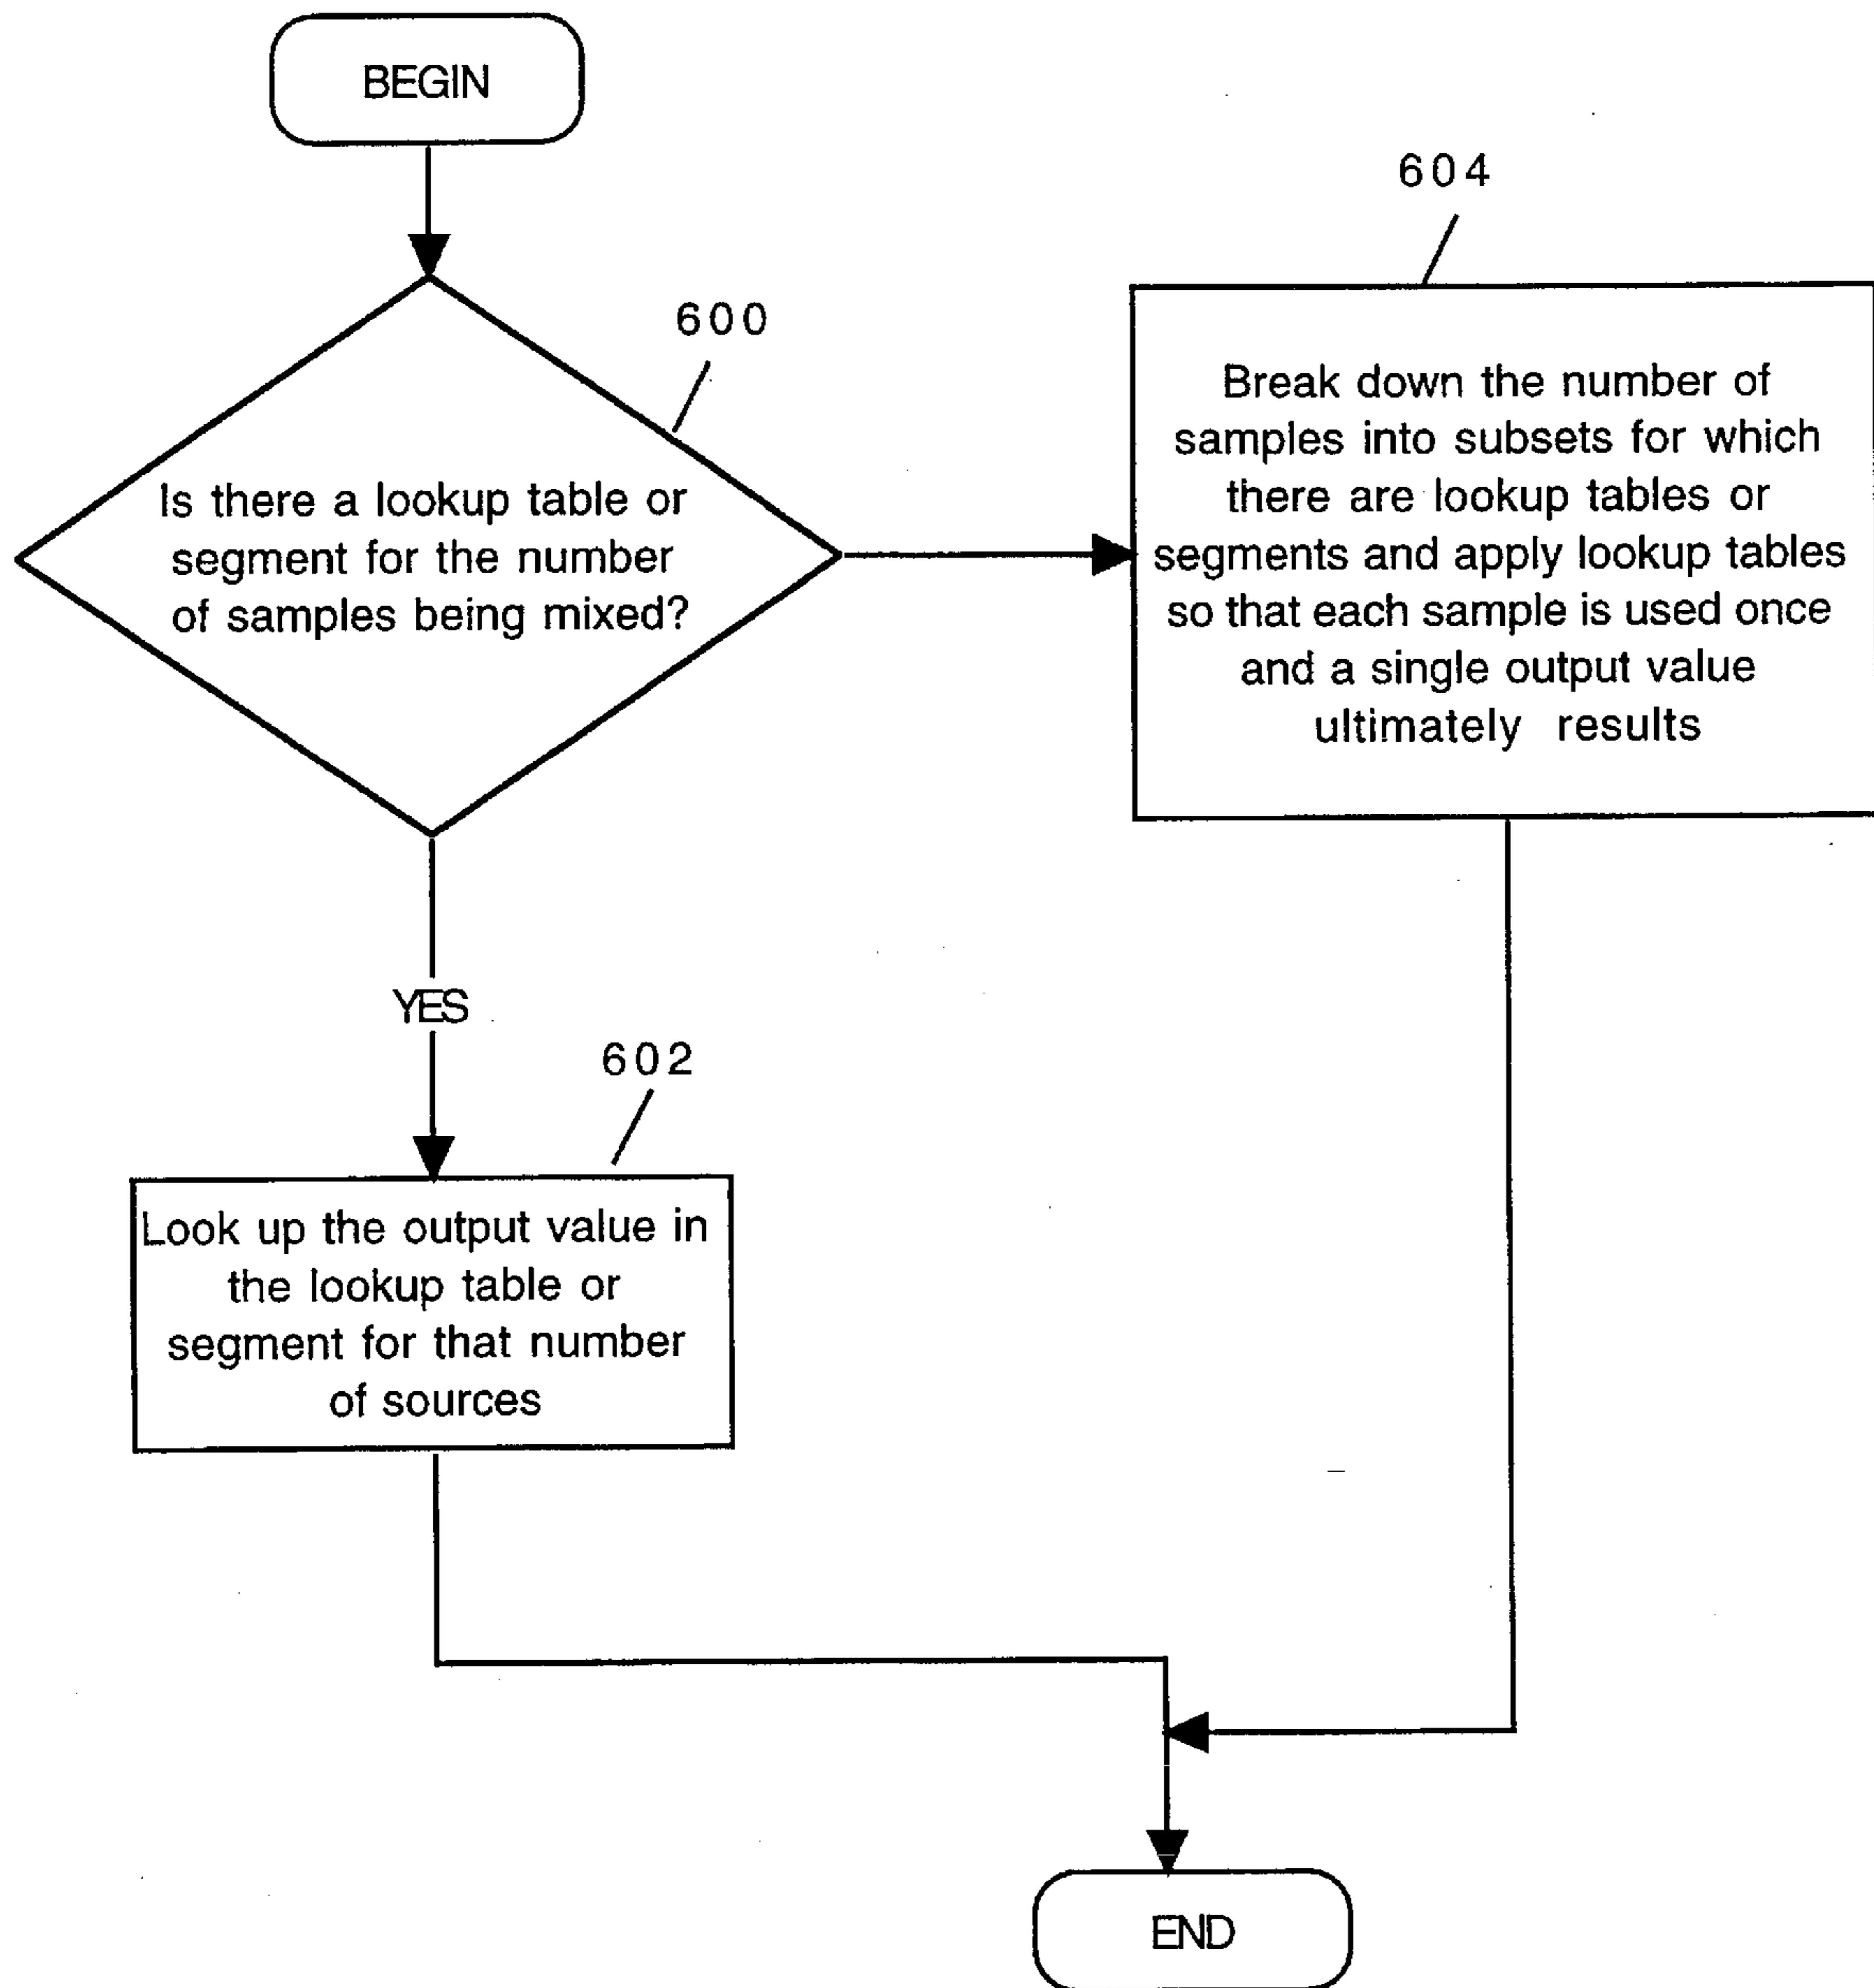 BEGIN
600
Is there a lookup table or
segment for the number
of samples being mixed?
604
Break down the number of
samples into subsets for which
there are lookup tables or
segments and apply lookup tables
so that each sample is used once
and a single output value
ultimately results
YES
602
Look up the output value in
the lookup table or
segment for that number
of sources
END